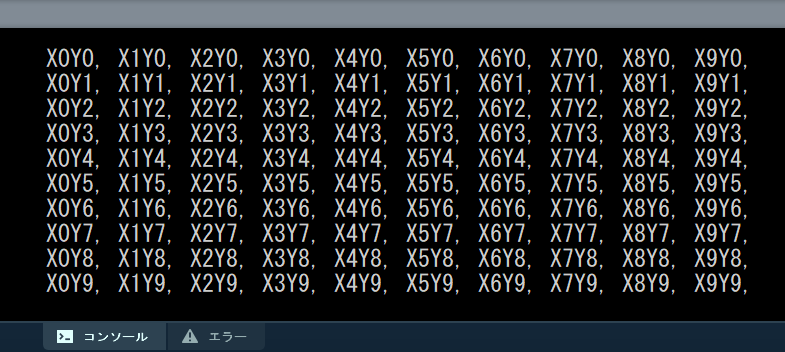 X0Y0, X1Y0, X2Y0, X3Y0, X4Y0, X5Y0, X6Y0, X7Y0, X8Y0, X9Y0,
X0Y1, X1Y1, X2Y1, X3Y1, X4Y1, X5Y1, X6Y1, X7Y1, X8Y1, X9Y1,
X0Y2, X1Y2, X2Y2, X3Y2, X4Y2, X5Y2, X6Y2, X7Y2, X8Y2, X9Y2,
X0Y3, X1Y3, X2Y3, X3Y3, X4Y3, X5Y3, X6Y3, X7Y3, X8Y3, X9Y3,
X0Y4, X1Y4, X2Y4, X3Y4, X4Y4, X5Y4, X6Y4, X7Y4, X8Y4, X9Y4,
X0Y5, X1Y5, X2Y5, X3Y5, X4Y5, X5Y5, X6Y5, X7Y5, X8Y5, X9Y5,
X0Y6, X1Y6, X2Y6, X3Y6, X4Y6, X5Y6, X6Y6, X7Y6, X8Y6, X9Y6,
X0Y7, X1Y7, X2Y7, X3Y7, X4Y7, X5Y7, X6Y7, X7Y7, X8Y7, X9Y7,
X0Y8, X1Y8, X2Y8, X3Y8, X4Y8, X5Y8, X6Y8, X7Y8, X8Y8, X9Y8,
X0Y9, X1Y9, X2Y9, X3Y9, X4Y9, X5Y9, X6Y9, X7Y9, X8Y9, X9Y9,
コンソール エラー